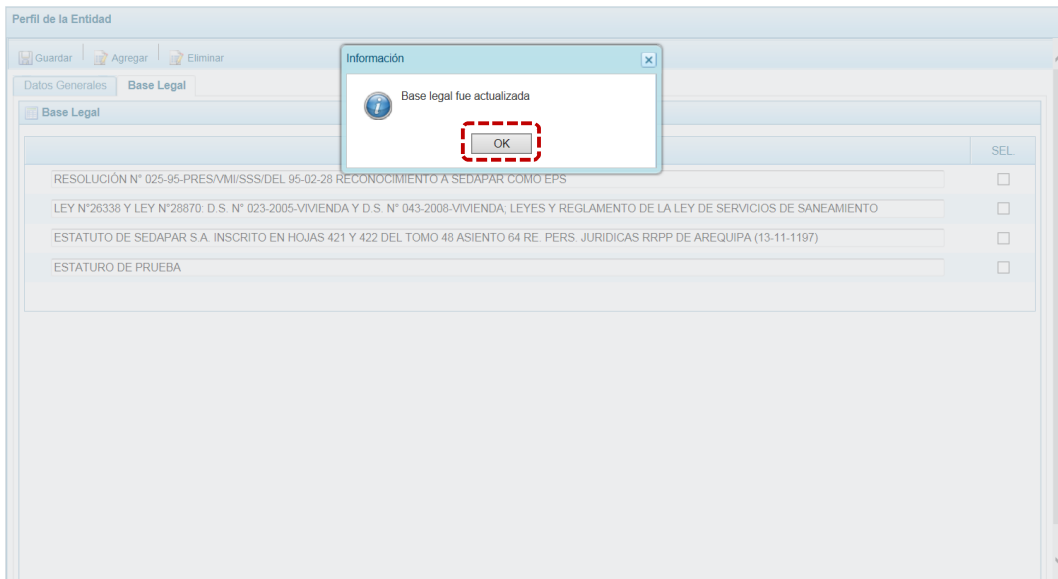 Perfil de la Entidad
Guardar Agregar Eliminar
Información
Datos Generales Base Legal
Base legal fue actualizada
Base Legal
OK
SEL.
RESOLUCIÓN N° 025-95-PRES/VMI/SSS/DEL 95-02-28 RECONOCIMIENTO A SEDAPAR COMO EPS
LEY N°26338 Y LEY N°28870: D.S. N° 023-2005-VIVIENDA Y D.S. N° 043-2008-VIVIENDA; LEYES Y REGLAMENTO DE LA LEY DE SERVICIOS DE SANEAMIENTO
ESTATUTO DE SEDAPAR S.A. INSCRITO EN HOJAS 421 Y 422 DEL TOMO 48 ASIENTO 64 RE. PERS. JURIDICAS RRPP DE AREQUIPA (13-11-1197)
ESTATURO DE PRUEBA